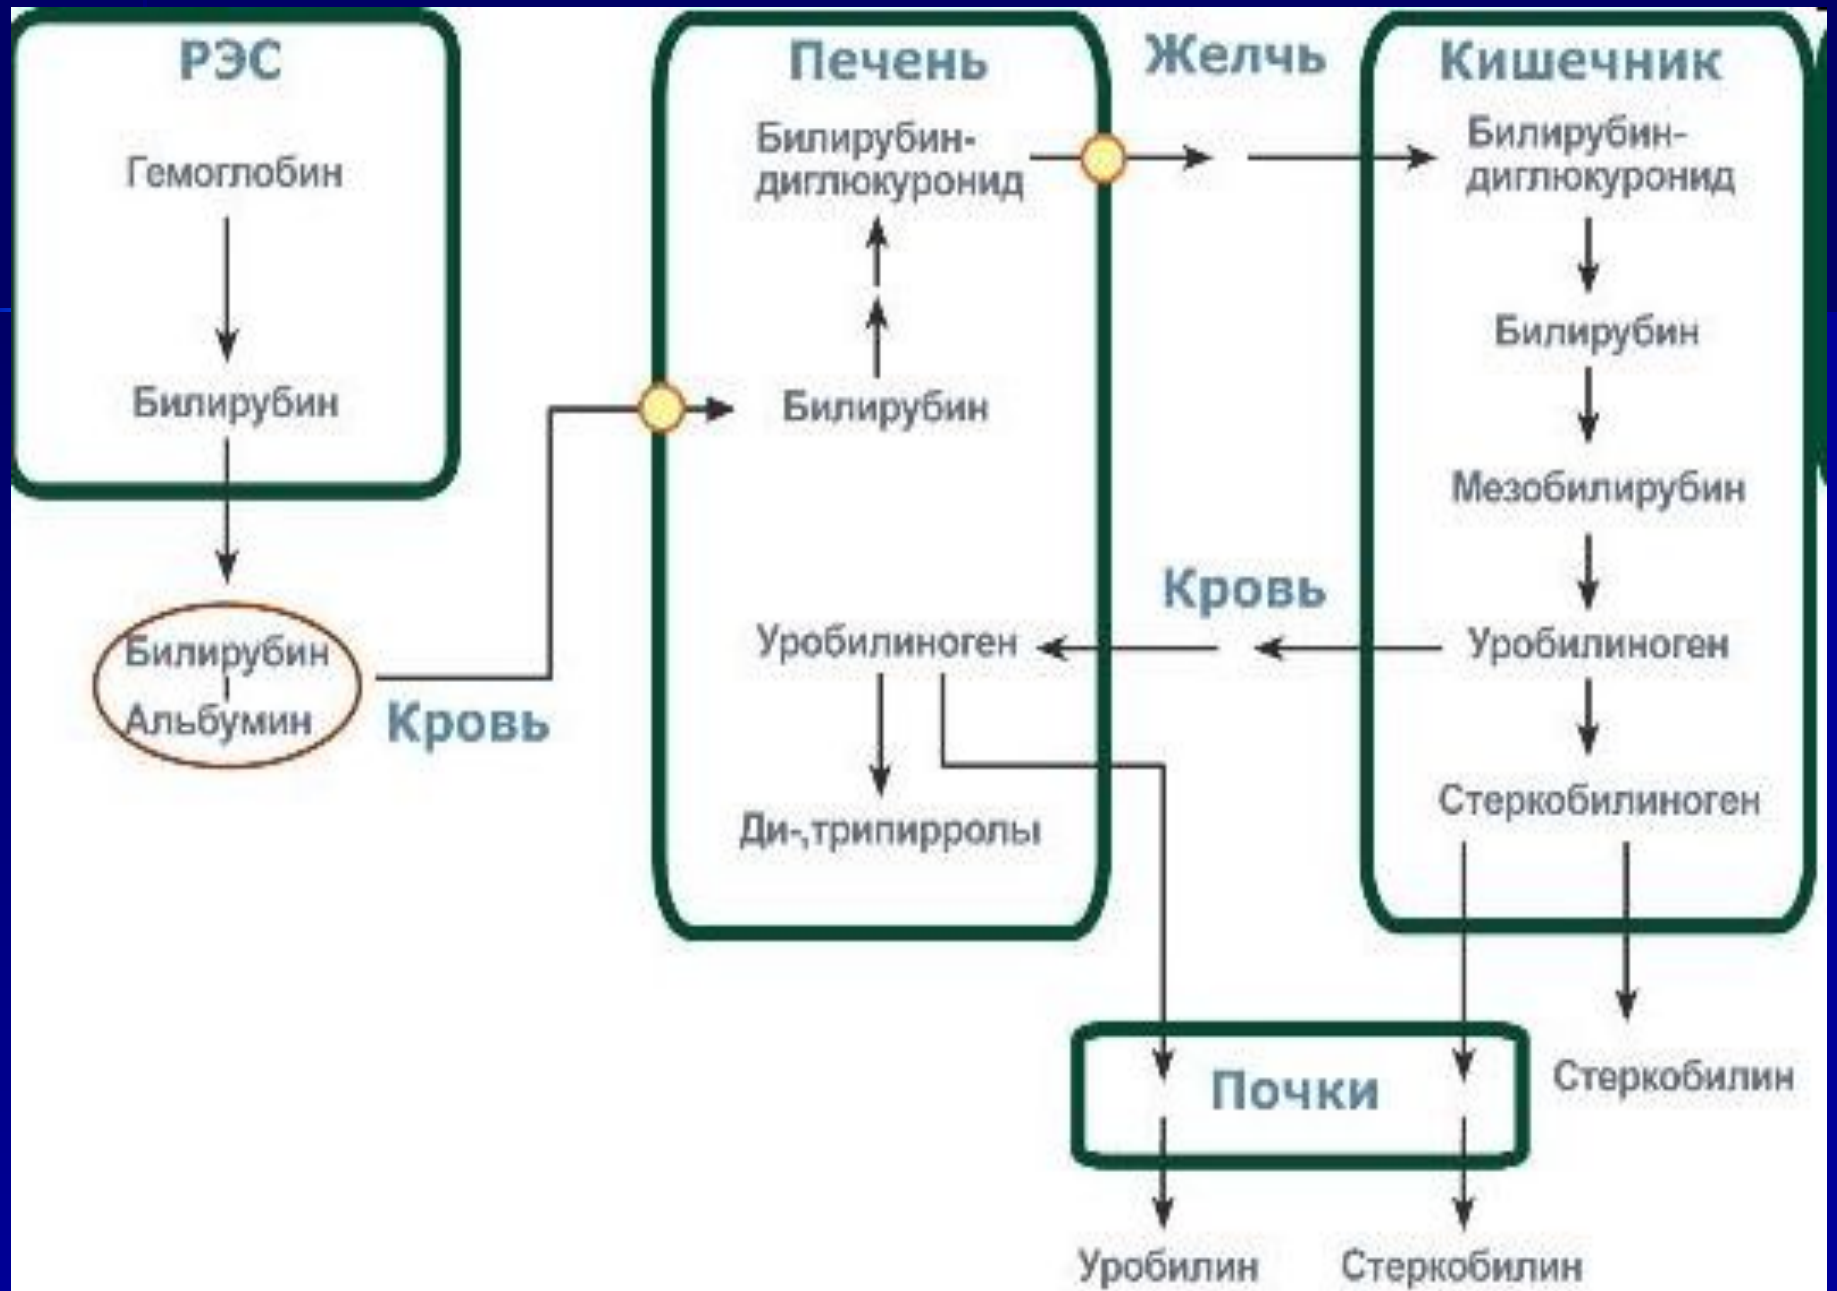 РЭС
Гемоглобин
Билирубин
Билирубин
Альбумин
Кровь
Печень
Билирубин-
диглюкуронид
Билирубин
Уробилиноген
Ди-,трипирролы
Желчь
Кровь
Кишечник
Билирубин-
диглюкуронид
Билирубин
Мезобилирубин
Уробилиноген
Стеркобилиноген
Почки
Стеркобилин
Уробилин
Стеркобилин